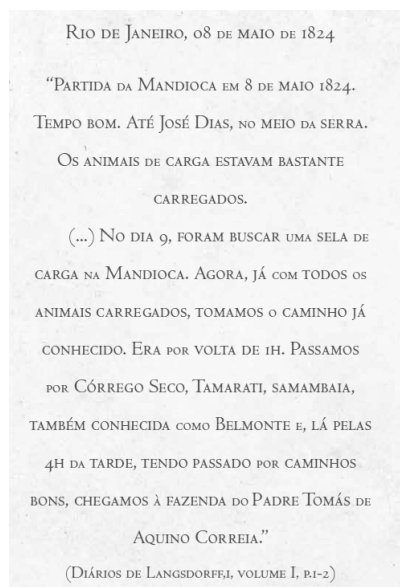 Rio de Janeiro, 08 de maio de 1824
“Partida da Mandioca em 8 de maio 1824.
Tempo bom. Até José Dias, no meio da serra.
Os animais de carga estavam bastante
carregados.
(...) No dia 9, foram buscar uma sela de
carga na Mandioca. Agora, já com todos os
animais carregados, tomamos o caminho já
conhecido. Era por volta de 1h. Passamos
por Córrego Seco, Tamarati, samambaia,
também conhecida como Belmonte e, lá pelas
4h da tarde, tendo passado por caminhos
bons, chegamos à fazenda do Padre Tomás de
Aquino Correia.”
(Diários de Langsdorff,1, volume I, p.1-2)